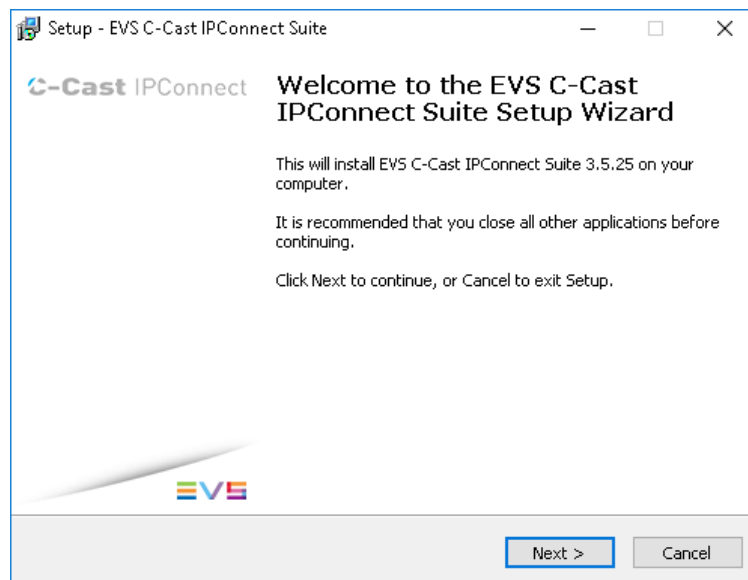 Setup - EVS C-Cast IPConnect Suite
C-Cast IPConnect
Welcome to the EVS C-Cast
IPConnect Suite Setup Wizard
This will install EVS C-Cast IPConnect Suite 3.5.25 on your
computer.
It is recommended that you close all other applications before
continuing.
Click Next to continue, or Cancel to exit Setup.
EVS
Next >
Cancel